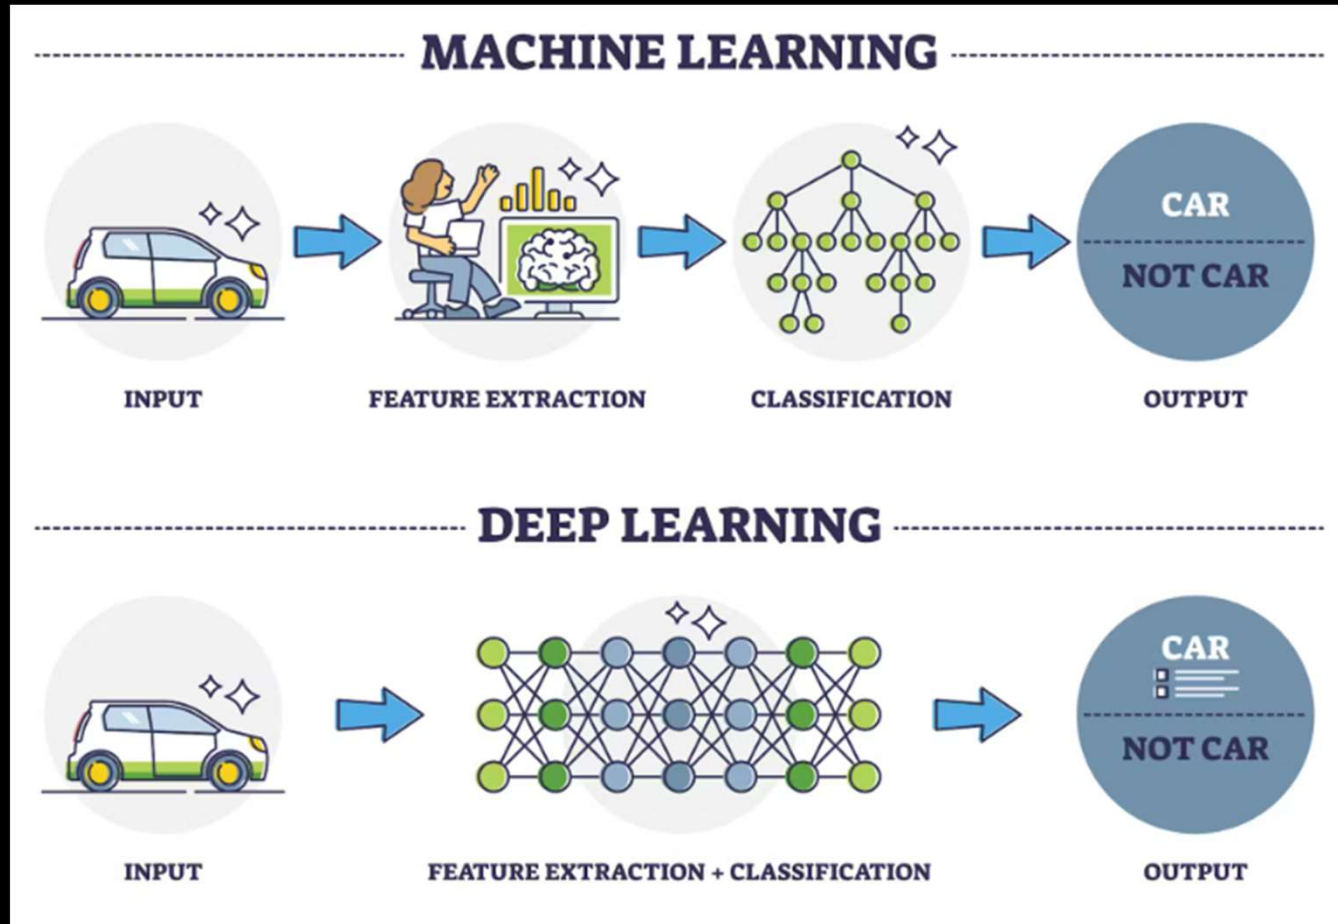 MACHINE LEARNING
CAR
NOT CAR
INPUT
FEATURE EXTRACTION
CLASSIFICATION
OUTPUT
DEEP LEARNING
CAR
NOT CAR
INPUT
FEATURE EXTRACTION + CLASSIFICATION
OUTPUT